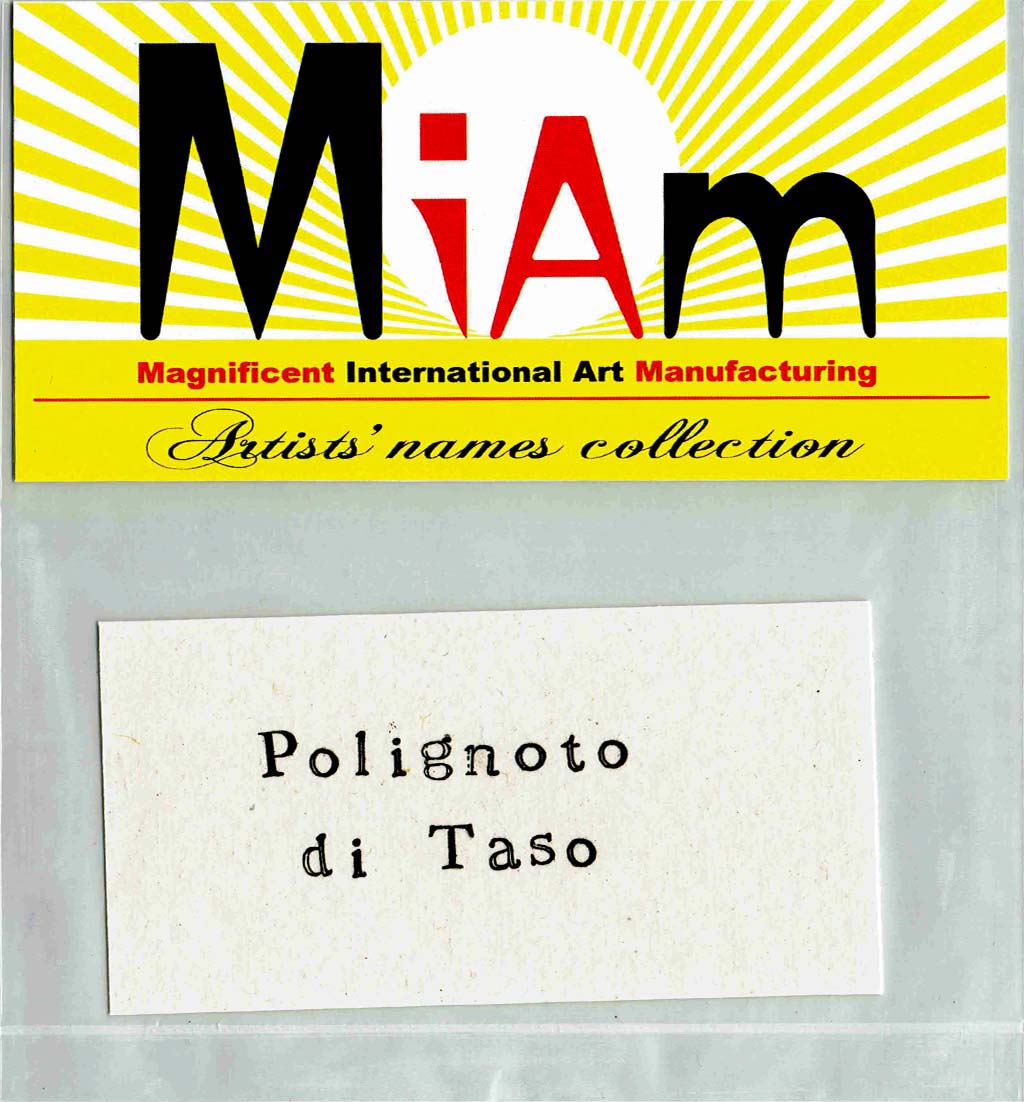 MiAm
Magnificent International Art Manufacturing
Artists' names collection
Polignoto
di Taso